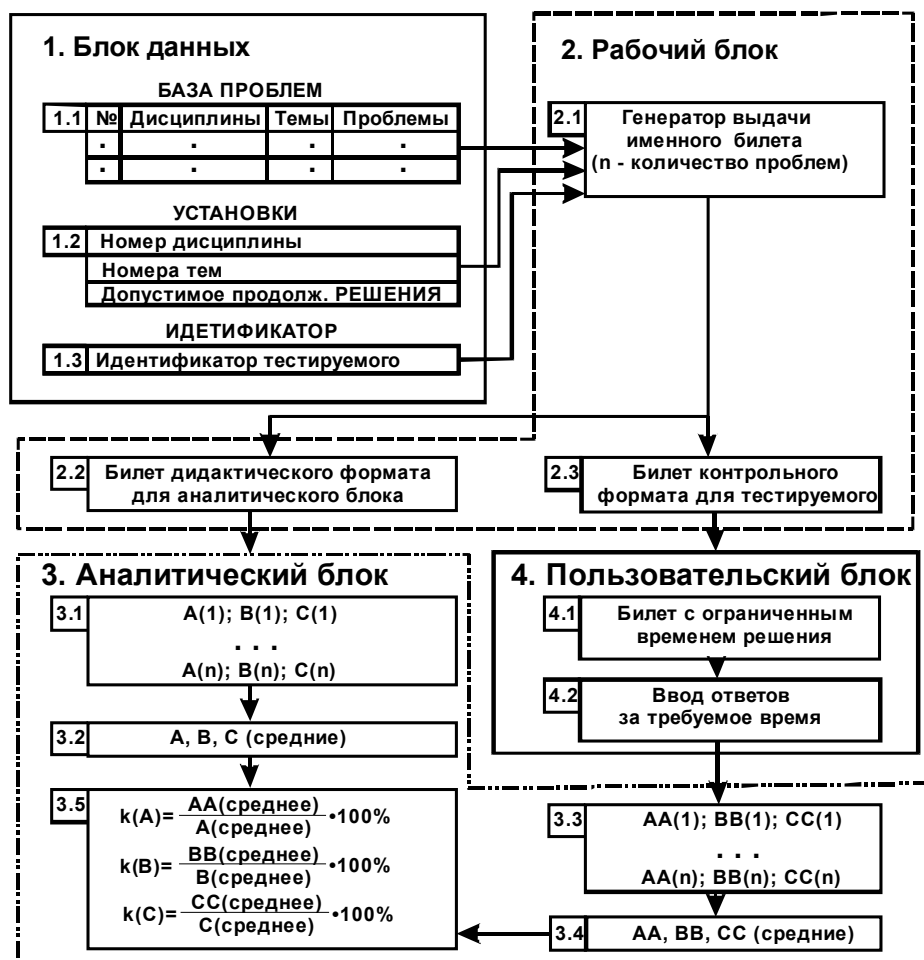 1. Блок данных
БАЗА ПРОБЛЕМ
1.1 № Дисциплины Темы Проблемы
. . . .
. . . .
УСТАНОВКИ
1.2 Номер дисциплины
Номера тем
Допустимое продолж. РЕШЕНИЯ
ИДЕТИФИКАТОР
1.3 Идентификатор тестируемого
2. Рабочий блок
2.1 Генератор выдачи
именного билета
(n - количество проблем)
2.2 Билет дидактического формата
для аналитического блока
2.3 Билет контрольного
формата для тестируемого
3. Аналитический блок
3.1 A(1); B(1); C(1)
. . .
A(n); B(n); C(n)
3.2 A, B, C (средние)
3.5
k(A)= AA(среднее) / A(среднее) •100%
k(B)= BB(среднее) / B(среднее) •100%
k(C)= CC(среднее) / C(среднее) •100%
4. Пользовательский блок
4.1 Билет с ограниченным
временем решения
4.2 Ввод ответов
за требуемое время
3.3 AA(1); BB(1); CC(1)
. . .
AA(n); BB(n); CC(n)
3.4 AA, BB, CC (средние)